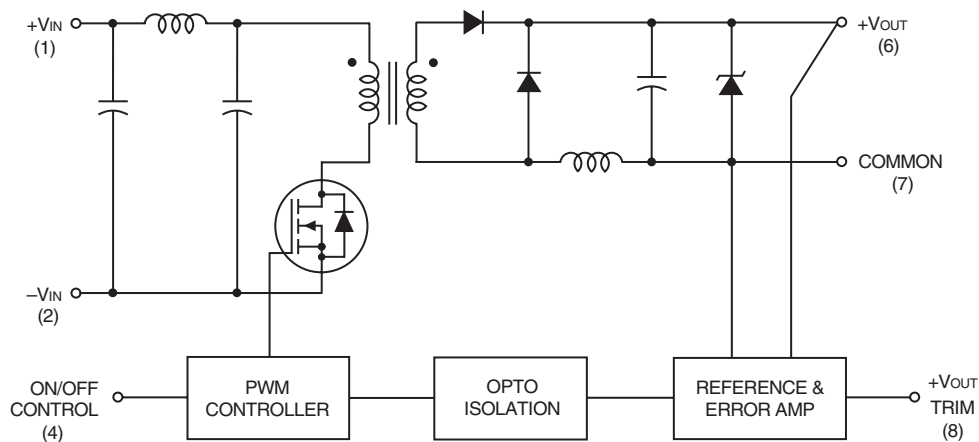 +VIN
(1)
+VOUT
(6)
COMMON
(7)
–VIN
(2)
ON/OFF
CONTROL
(4)
PWM
CONTROLLER
OPTO
ISOLATION
REFERENCE &
ERROR AMP
+VOUT
TRIM
(8)